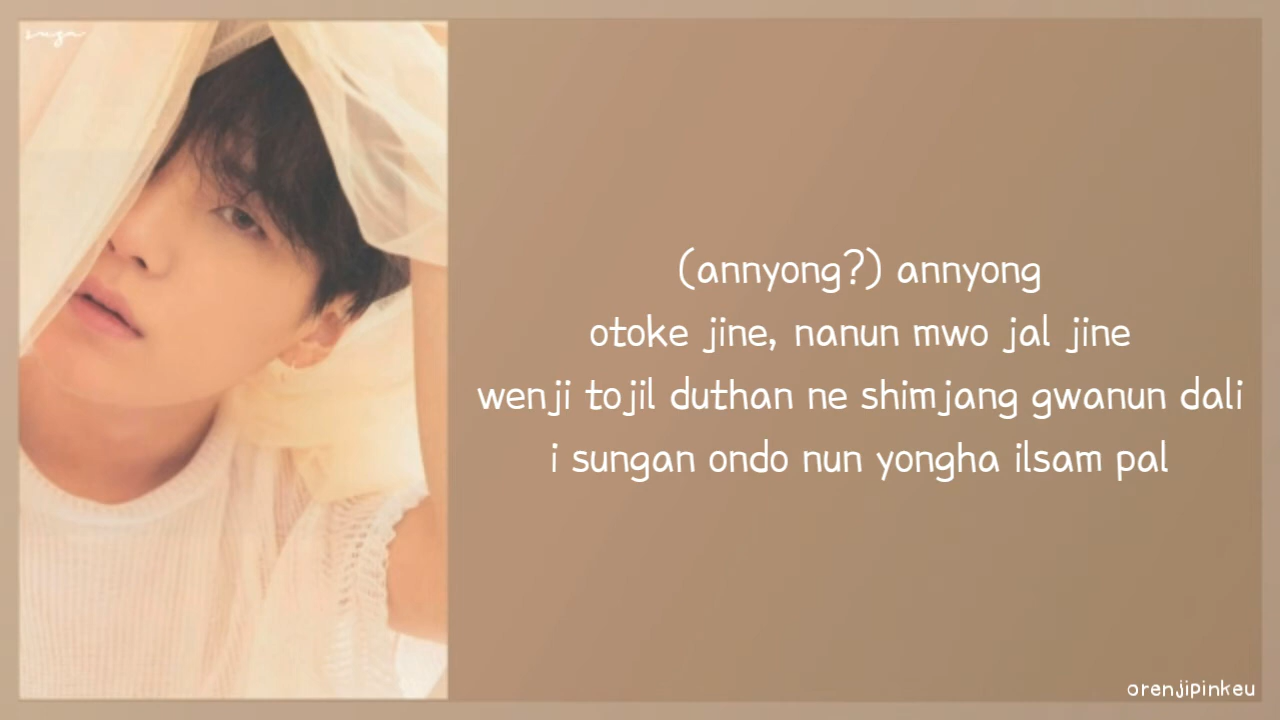 suga
(annyong?) annyong
otoke jine, nanun mwo jal jine
wenji tojil duthan ne shimjang gwanun dali
i sungan ondo nun yongha ilsam pal
orenjipinkeu